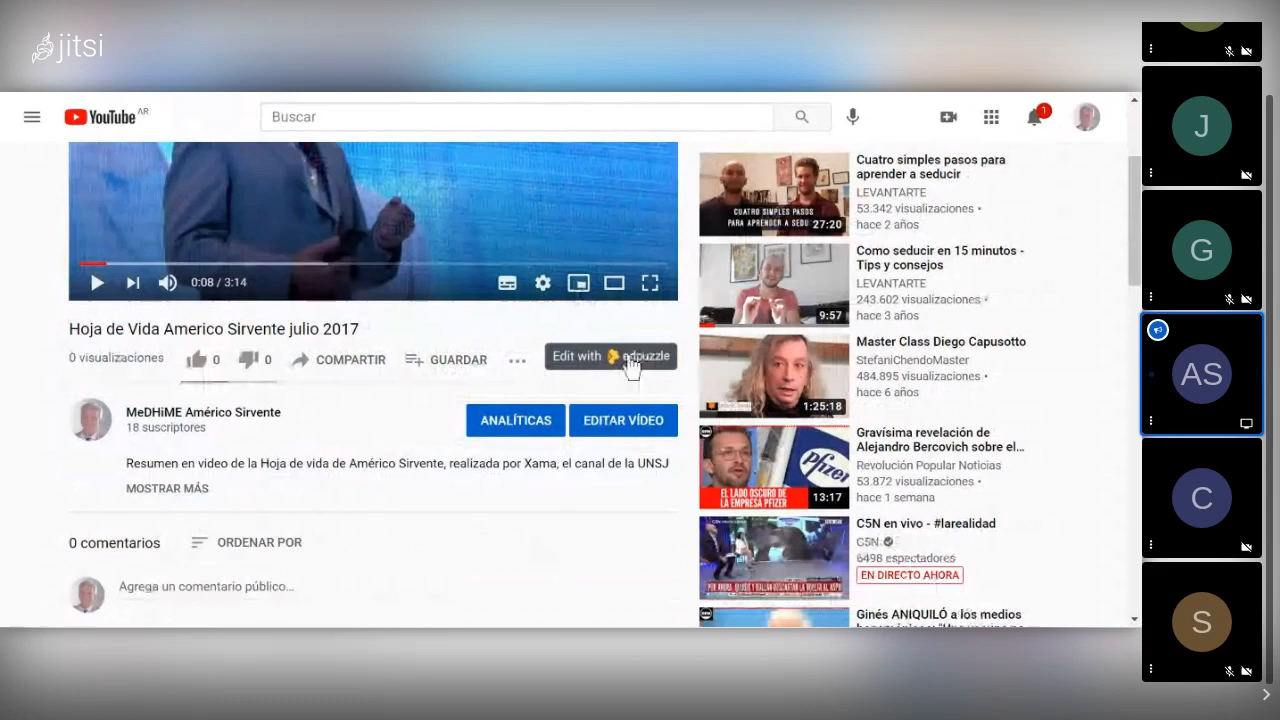 jitsi
YouTube AR
Buscar
1
Cuatro simples pasos para
aprender a seducir
LEVANTARTE
53.342 visualizaciones •
hace 2 años
CUATRO SIMPLES PASOS
PARA APRENDER A SEDU
27:20
Como seducir en 15 minutos -
Tips y consejos
LEVANTARTE
243.602 visualizaciones •
hace 3 años
9:57
0:08 / 3:14
Hoja de Vida Americo Sirvente julio 2017
0 visualizaciones
0
0
COMPARTIR
GUARDAR
Edit with edpuzzle
Master Class Diego Capusotto
StefaniChendoMaster
484.895 visualizaciones •
hace 6 años
1:25:18
MeDHiME Américo Sirvente
18 suscriptores
ANALÍTICAS
EDITAR VÍDEO
Resumen en video de la Hoja de vida de Américo Sirvente, realizada por Xama, el canal de la UNSJ
MOSTRAR MÁS
Gravísima revelación de
Alejandro Bercovich sobre el...
Revolución Popular Noticias
53.872 visualizaciones •
hace 1 semana
Pfizer
EL LADO OSCURO DE
LA EMPRESA PFIZER
13:17
0 comentarios
ORDENAR POR
Agrega un comentario público...
C5N en vivo - #larealidad
C5N
6498 espectadores
EN DIRECTO AHORA
Ginés ANIQUILÓ a los medios
J
G
AS
C
S